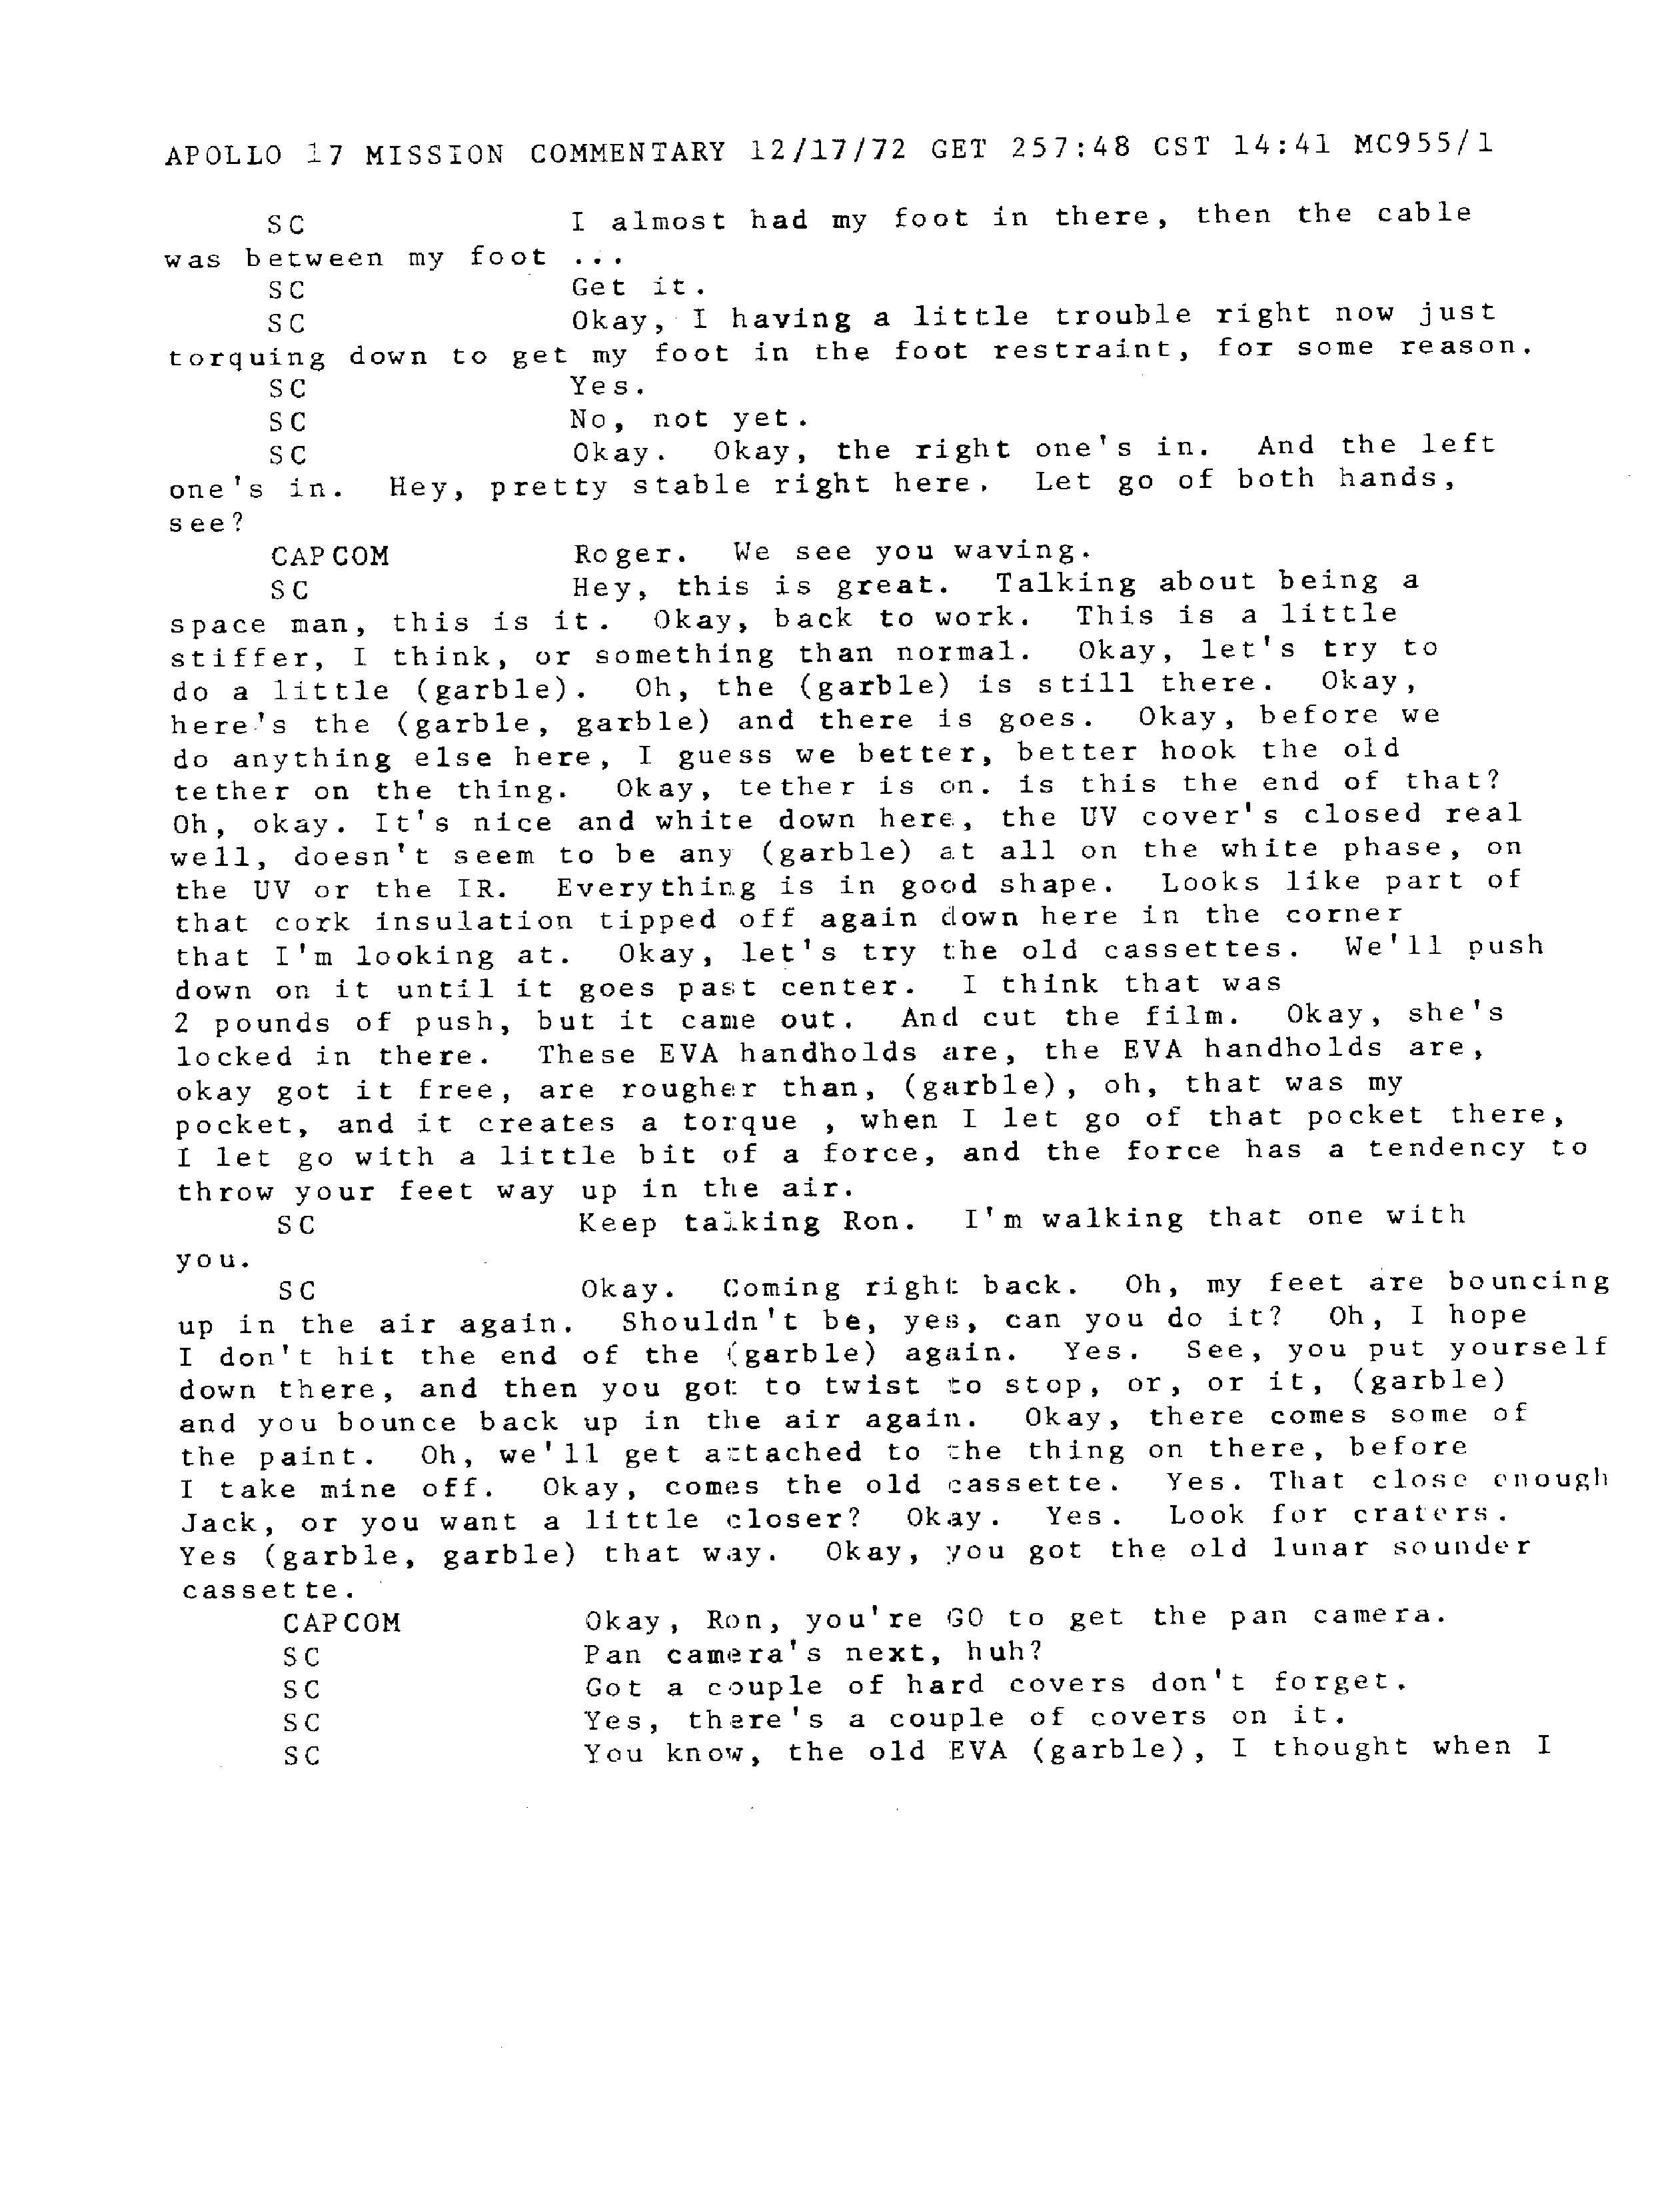 APOLLO 17 MISSION COMMENTARY 12/17/72 GET 257:48 CST 14:41 MC955/1
SC I almost had my foot in there, then the cable
was between my foot ...
SC Get it.
SC Okay, I having a little trouble right now just
torquing down to get my foot in the foot restraint, for some reason.
SC Yes.
SC No, not yet.
SC Okay. Okay, the right one's in. And the left
one's in. Hey, pretty stable right here. Let go of both hands,
see?
CAPCOM Roger. We see you waving.
SC Hey, this is great. Talking about being a
space man, this is it. Okay, back to work. This is a little
stiffer, I think, or something than normal. Okay, let's try to
do a little (garble). Oh, the (garble) is still there. Okay,
here's the (garble, garble) and there is goes. Okay, before we
do anything else here, I guess we better, better hook the old
tether on the thing. Okay, tether is on. is this the end of that?
Oh, okay. It's nice and white down here, the UV cover's closed real
well, doesn't seem to be any (garble) at all on the white phase, on
the UV or the IR. Everything is in good shape. Looks like part of
that cork insulation tipped off again down here in the corner
that I'm looking at. Okay, let's try the old cassettes. We'll push
down on it until it goes past center. I think that was
2 pounds of push, but it came out. And cut the film. Okay, she's
locked in there. These EVA handholds are, the EVA handholds are,
okay got it free, are rougher than, (garble), oh, that was my
pocket, and it creates a torque , when I let go of that pocket there,
I let go with a little bit of a force, and the force has a tendency to
throw your feet way up in the air.
SC Keep talking Ron. I'm walking that one with
you.
SC Okay. Coming right back. Oh, my feet are bouncing
up in the air again. Shouldn't be, yes, can you do it? Oh, I hope
I don't hit the end of the (garble) again. Yes. See, you put yourself
down there, and then you got to twist to stop, or, or it, (garble)
and you bounce back up in the air again. Okay, there comes some of
the paint. Oh, we'll get attached to the thing on there, before
I take mine off. Okay, comes the old cassette. Yes. That close enough
Jack, or you want a little closer? Okay. Yes. Look for craters.
Yes (garble, garble) that way. Okay, you got the old lunar sounder
cassette.
CAPCOM Okay, Ron, you're GO to get the pan camera.
SC Pan camera's next, huh?
SC Got a couple of hard covers don't forget.
SC Yes, there's a couple of covers on it.
SC You know, the old EVA (garble), I thought when I